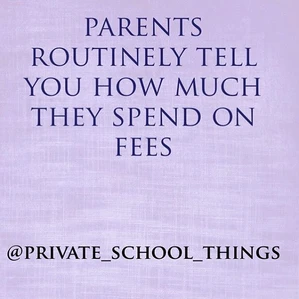 PARENTS
ROUTINELY TELL
YOU HOW MUCH
THEY SPEND ON
FEES
@PRIVATE_SCHOOL_THINGS